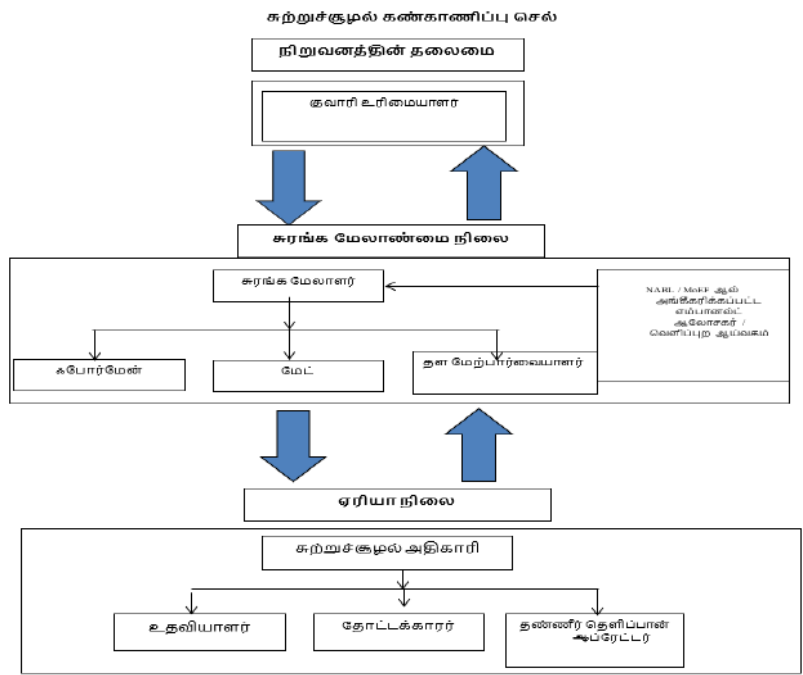 சுற்றுச்சூழல் கண்காணிப்பு செல்
நிறுவனத்தின் தலைமை
குவாரி உரிமையாளர்
சுரங்க மேலாண்மை நிலை
சுரங்க மேலாளர்
NABL / MoEF ஆல்
அங்கீகரிக்கப்பட்ட
எம்பானல்ட்
ஆலோசகர் /
வெளிப்புற ஆய்வகம்
ஃபோர்மேன்
மேட்
தள மேற்பார்வையாளர்
ஏரியா நிலை
சுற்றுச்சூழல் அதிகாரி
உதவியாளர்
தோட்டக்காரர்
தண்ணீர் தெளிப்பான்
ஆப்ரேட்டர்